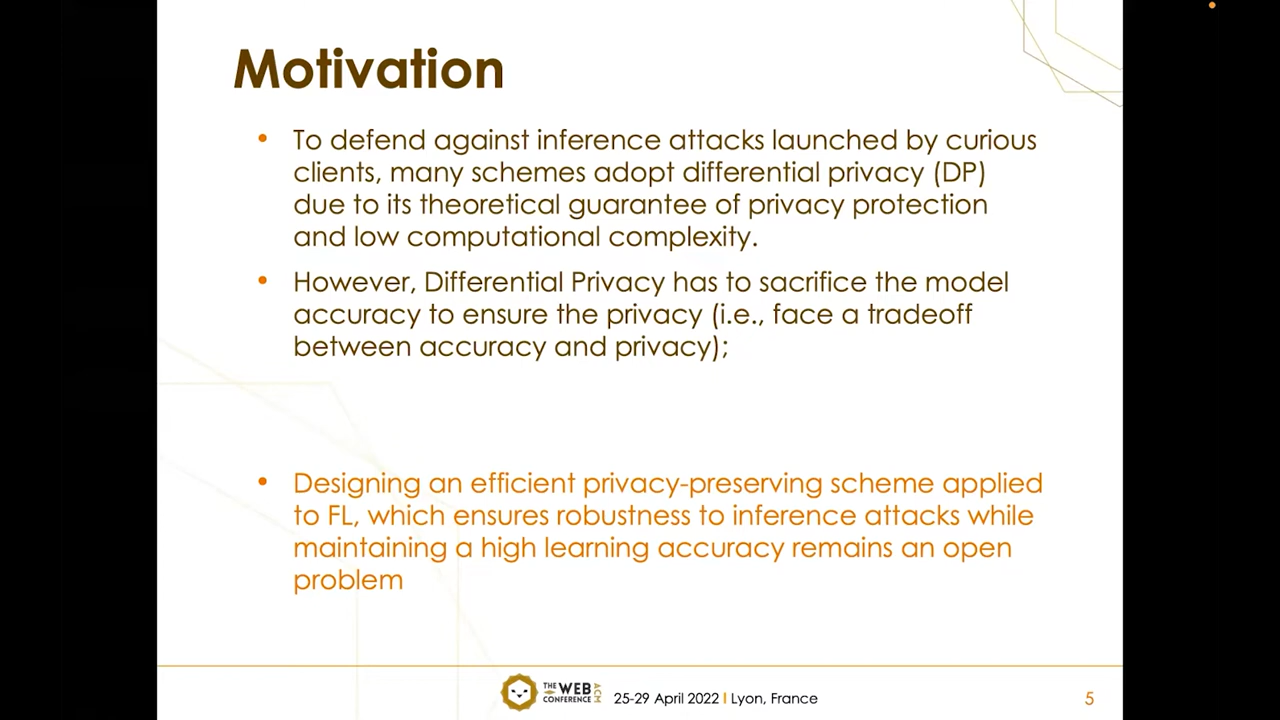 Motivation
• To defend against inference attacks launched by curious
clients, many schemes adopt differential privacy (DP)
due to its theoretical guarantee of privacy protection
and low computational complexity.
• However, Differential Privacy has to sacrifice the model
accuracy to ensure the privacy (i.e., face a tradeoff
between accuracy and privacy);
• Designing an efficient privacy-preserving scheme applied
to FL, which ensures robustness to inference attacks while
maintaining a high learning accuracy remains an open
problem
THE WEB
CONFERENCE
ACM
25-29 April 2022 I Lyon, France
5